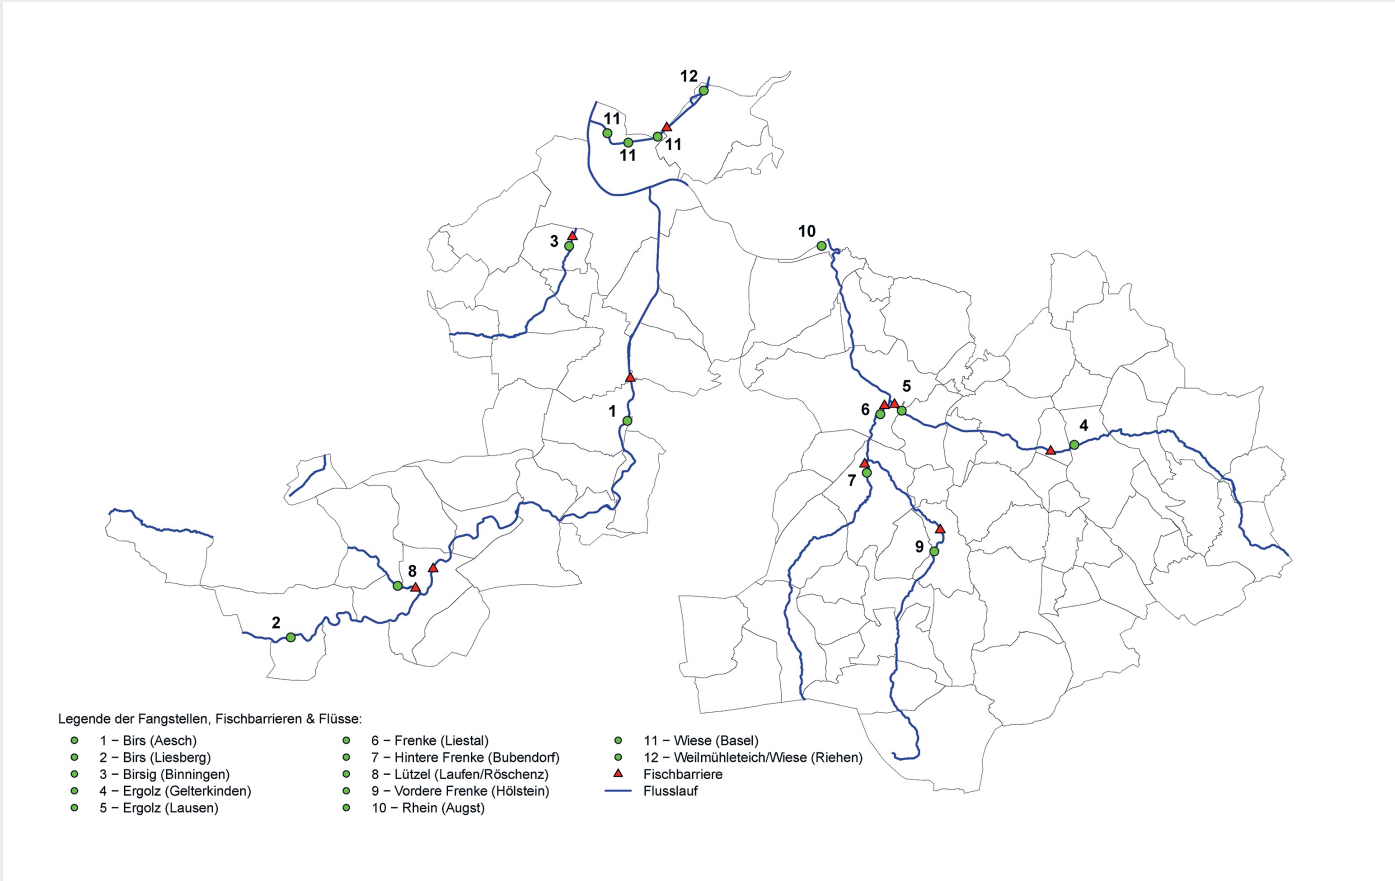 12
11
11
11
3
10
5
6
1
4
7
9
8
2
Legende der Fangstellen, Fischbarrieren & Flüsse:
1 – Birs (Aesch)
2 – Birs (Liesberg)
3 – Birsig (Binningen)
4 – Ergolz (Gelterkinden)
5 – Ergolz (Lausen)
6 – Frenke (Liestal)
7 – Hintere Frenke (Bubendorf)
8 – Lützel (Laufen/Röschenz)
9 – Vordere Frenke (Hölstein)
10 – Rhein (Augst)
11 – Wiese (Basel)
12 – Weilmühleteich/Wiese (Riehen)
Fischbarriere
Flusslauf